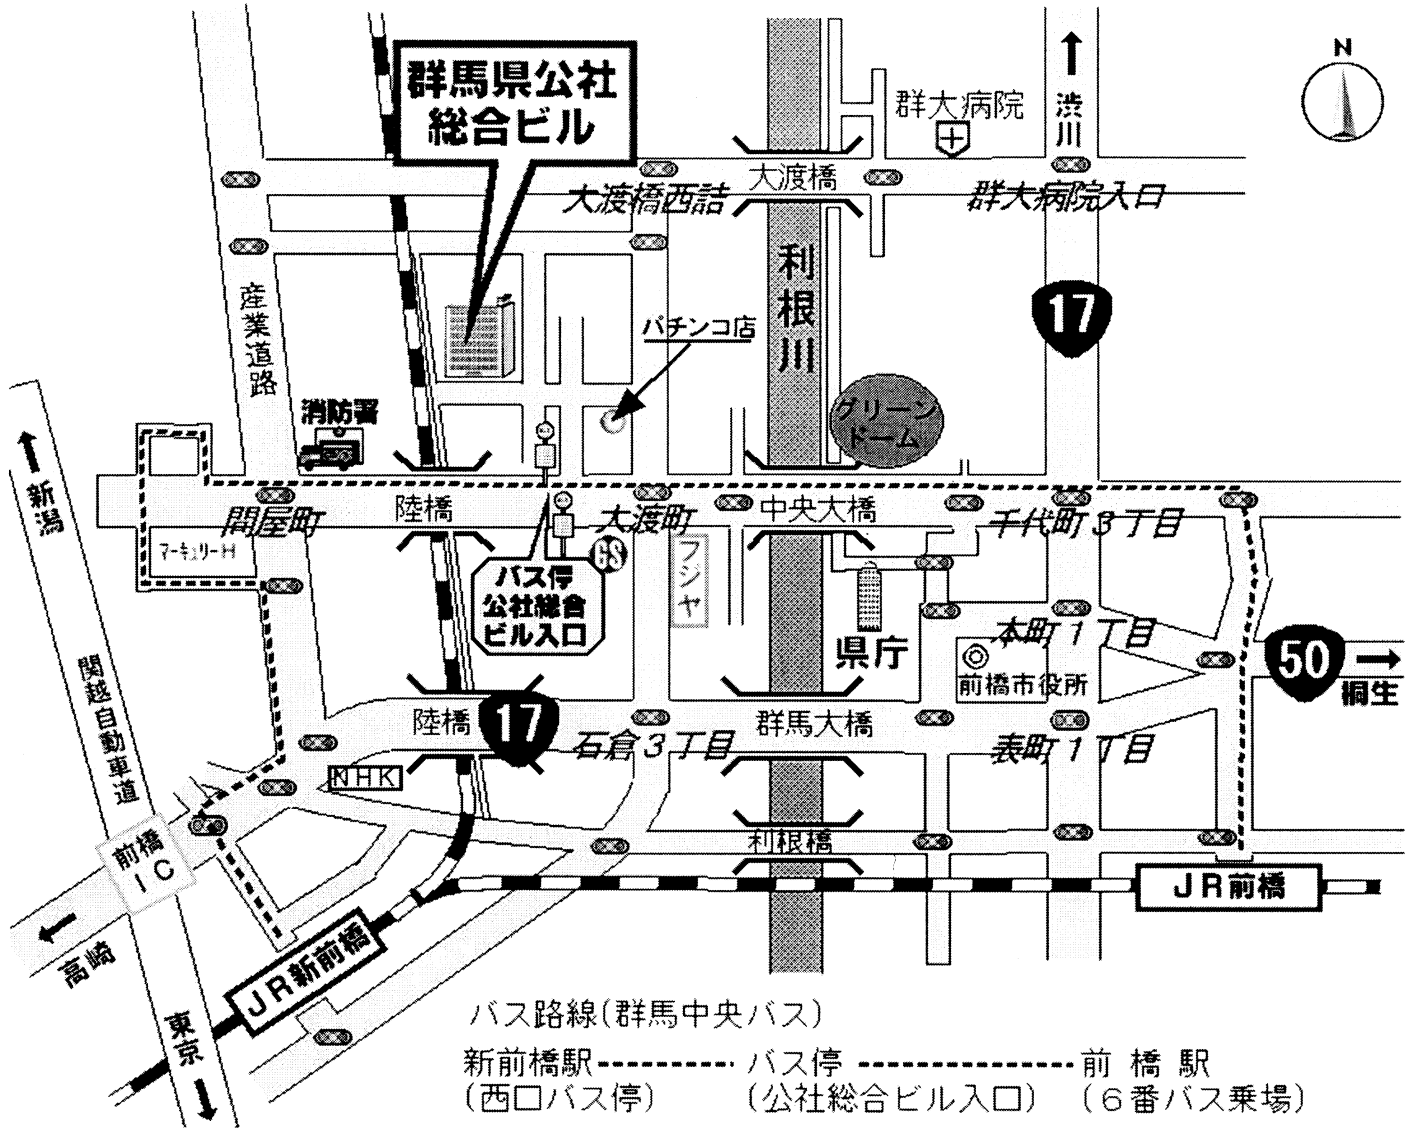 群馬県公社
総合ビル
N
群大病院
渋川
大渡橋
大渡橋西詰
群大病院入口
利根川
17
産業道路
パチンコ店
消防署
グリーン
ドーム
新潟
問屋町
陸橋
大渡町
中央大橋
千代町3丁目
マーキュリーH
GS
フジヤ
バス停
公社総合
ビル入口
県庁
本町1丁目
前橋市役所
50
桐生
関越自動車道
陸橋
17
石倉3丁目
群馬大橋
表町1丁目
NHK
前橋
IC
利根橋
JR前橋
高崎
JR新前橋
東京
バス路線(群馬中央バス)
新前橋駅 バス停 前橋駅
(西口バス停) (公社総合ビル入口) (6番バス乗場)